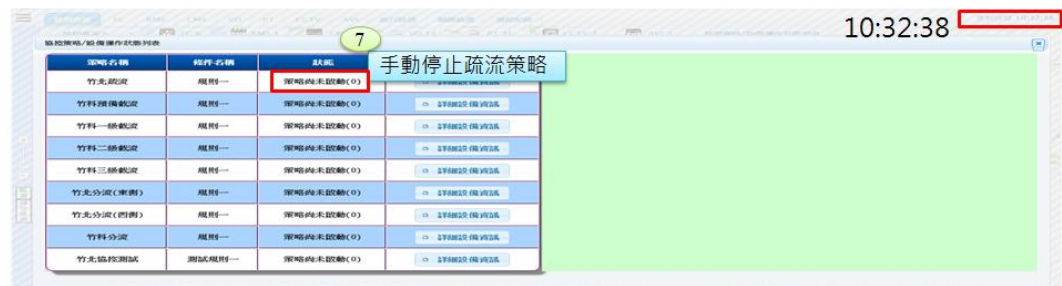 10:32:38
協控策略/設備操作狀態列表
7
手動停止疏流策略
策略名稱 條件名稱 狀態
竹北疏流 規則一 策略尚未啟動(0)
竹科預備截流 規則一 策略尚未啟動(0) 詳細設備資訊
竹科一級截流 規則一 策略尚未啟動(0) 詳細設備資訊
竹科二級截流 規則一 策略尚未啟動(0) 詳細設備資訊
竹科三級截流 規則一 策略尚未啟動(0) 詳細設備資訊
竹北分流(東側) 規則一 策略尚未啟動(0) 詳細設備資訊
竹北分流(西側) 規則一 策略尚未啟動(0) 詳細設備資訊
竹科分流 規則一 策略尚未啟動(0) 詳細設備資訊
竹北協控測試 測試規則一 策略尚未啟動(0) 詳細設備資訊